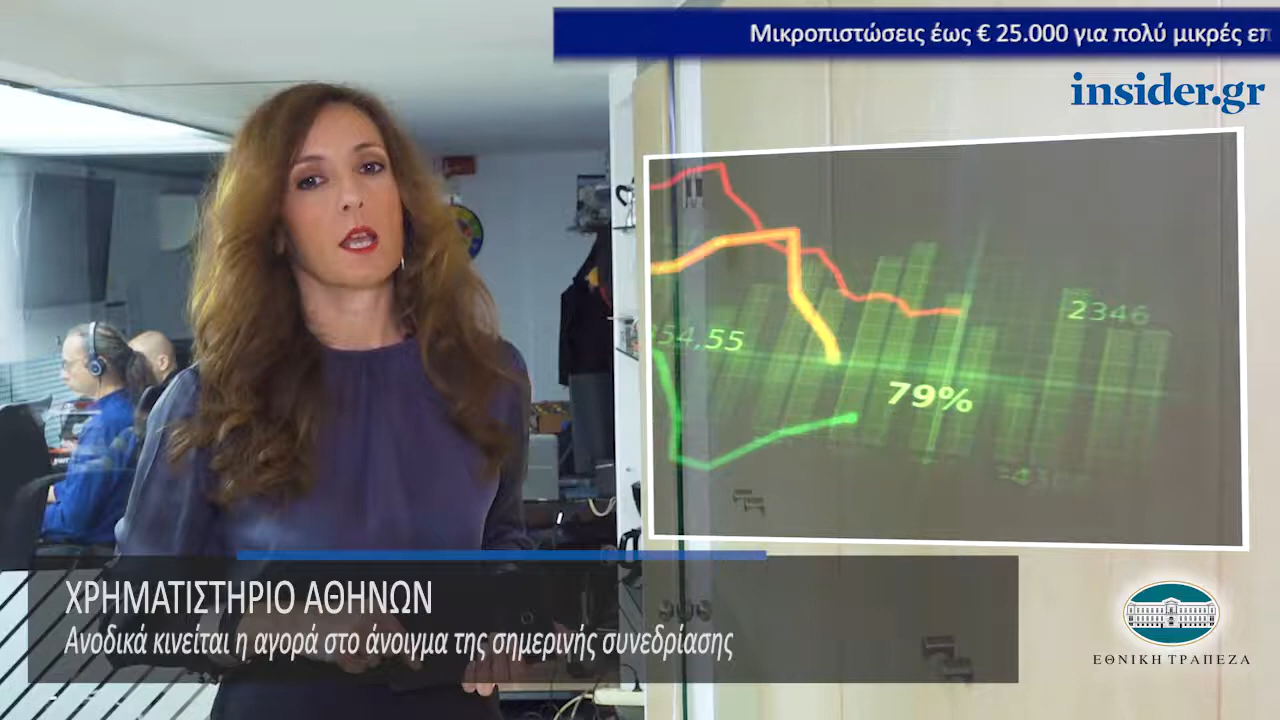 Μικροπιστώσεις έως € 25.000 για πολύ μικρές επ
insider.gr
54,55
2346
79%
ΧΡΗΜΑΤΙΣΤΗΡΙΟ ΑΘΗΝΩΝ
Ανοδικά κινείται η αγορά στο άνοιγμα της σημερινής συνεδρίασης
ΕΘΝΙΚΗ ΤΡΑΠΕΖΑ